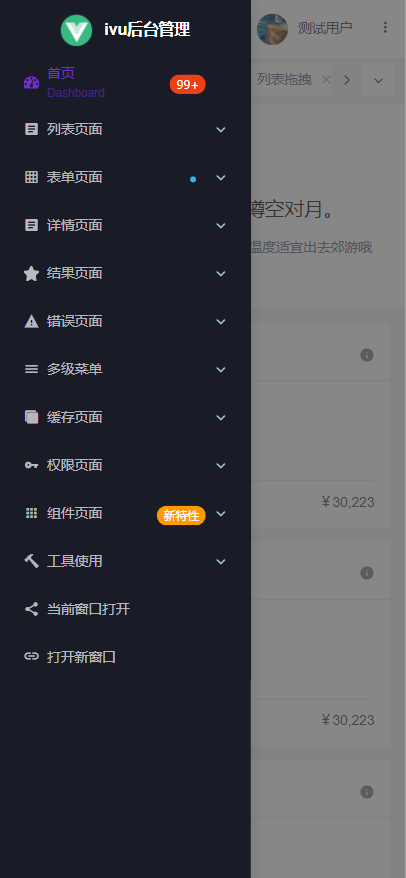 ivu后台管理
测试用户
首页
Dashboard
99+
列表拖拽
列表页面
表单页面
详情页面
樽空对月。
温度适宜出去郊游哦
结果页面
错误页面
多级菜单
缓存页面
权限页面
¥30,223
组件页面
新特性
工具使用
当前窗口打开
打开新窗口
¥30,223